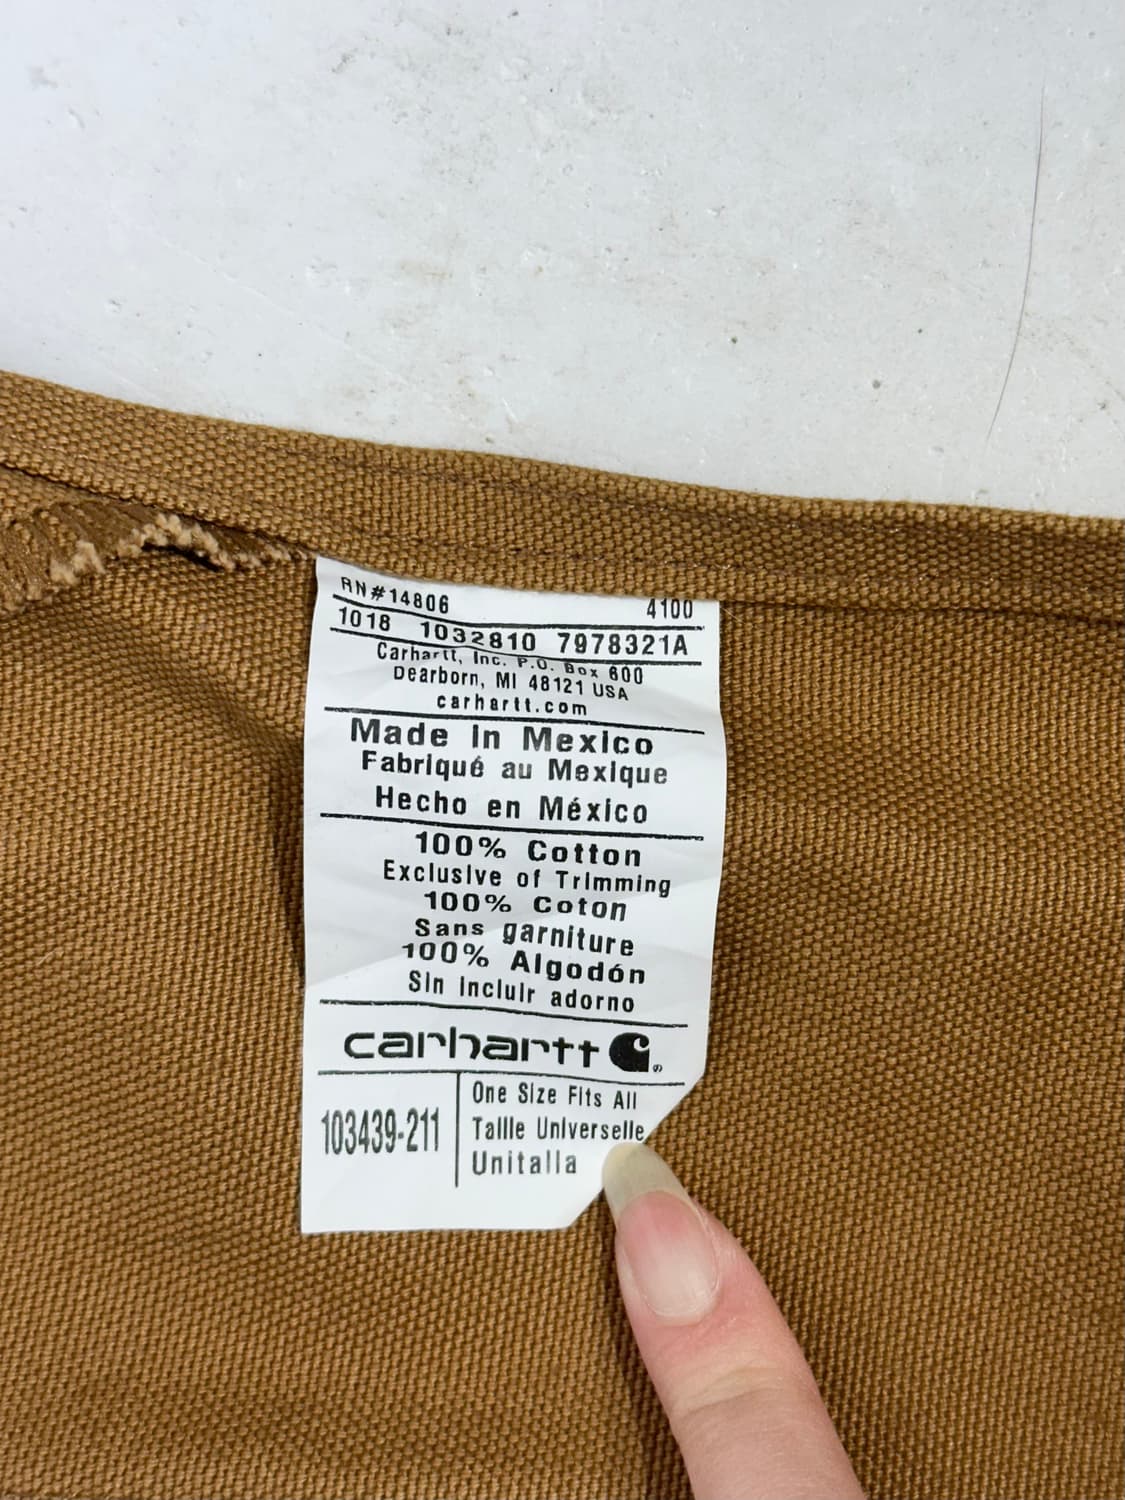 RN#14806 4100
1018 1032810 7978321A
Carhartt, Inc. P.O. Box 600
Dearborn, MI 48121 USA
carhartt.com
Made In Mexico
Fabriqué au Mexique
Hecho en México
100% Cotton
Exclusive of Trimming
100% Coton
Sans garniture
100% Algodón
Sin incluir adorno
carhartt
103439-211
One Size Fits All
Taille Universelle
Unitalla